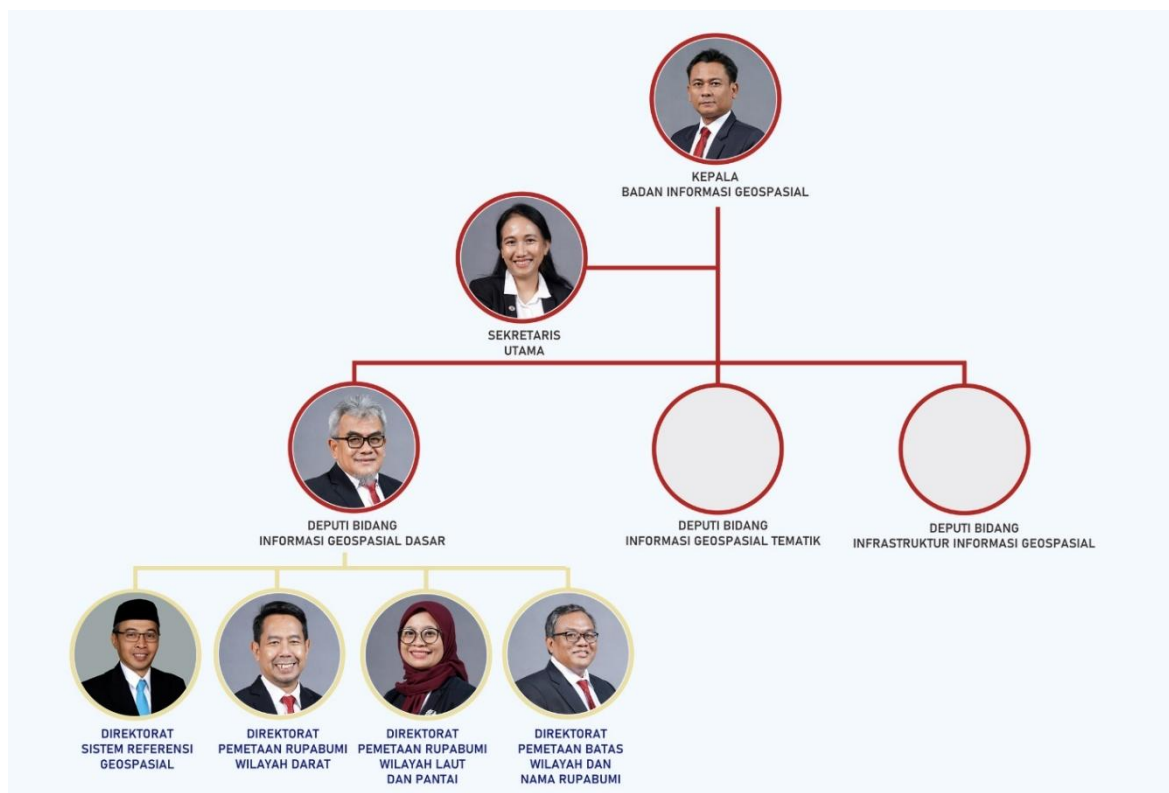 KEPALA
BADAN INFORMASI GEOSPASIAL
SEKRETARIS
UTAMA
DEPUTI BIDANG
INFORMASI GEOSPASIAL DASAR
DEPUTI BIDANG
INFORMASI GEOSPASIAL TEMATIK
DEPUTI BIDANG
INFRASTRUKTUR INFORMASI GEOSPASIAL
DIREKTORAT
SISTEM REFERENSI
GEOSPASIAL
DIREKTORAT
PEMETAAN RUPABUMI
WILAYAH DARAT
DIREKTORAT
PEMETAAN RUPABUMI
WILAYAH LAUT
DAN PANTAI
DIREKTORAT
PEMETAAN BATAS
WILAYAH DAN
NAMA RUPABUMI